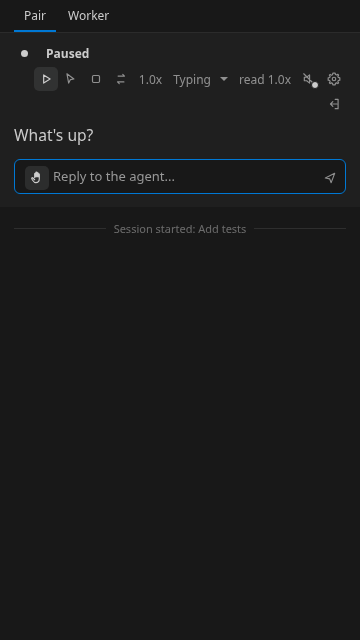 Pair Worker
Paused
1.0x Typing read 1.0x
What's up?
Reply to the agent...
Session started: Add tests